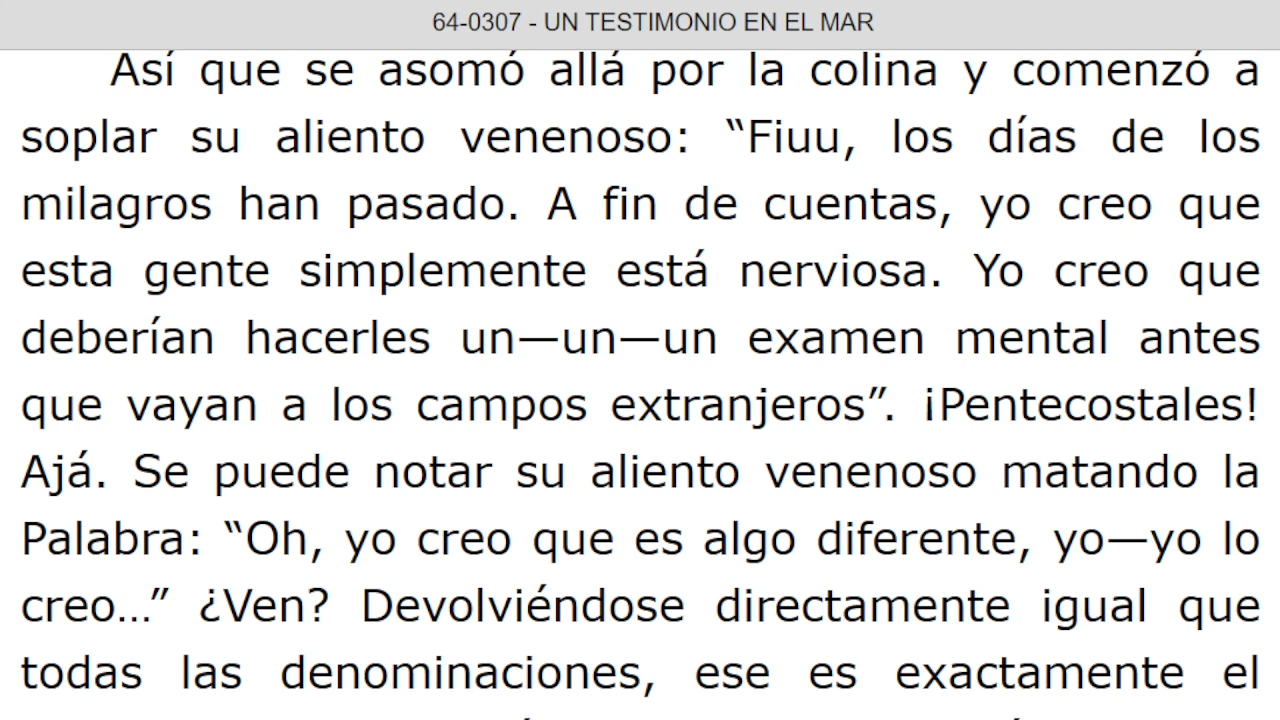 64-0307 - UN TESTIMONIO EN EL MAR
Así que se asomó allá por la colina y comenzó a
soplar su aliento venenoso: “Fiuu, los días de los
milagros han pasado. A fin de cuentas, yo creo que
esta gente simplemente está nerviosa. Yo creo que
deberían hacerles un—un—un examen mental antes
que vayan a los campos extranjeros”. ¡Pentecostales!
Ajá. Se puede notar su aliento venenoso matando la
Palabra: “Oh, yo creo que es algo diferente, yo—yo lo
creo…” ¿Ven? Devolviéndose directamente igual que
todas las denominaciones, ese es exactamente el